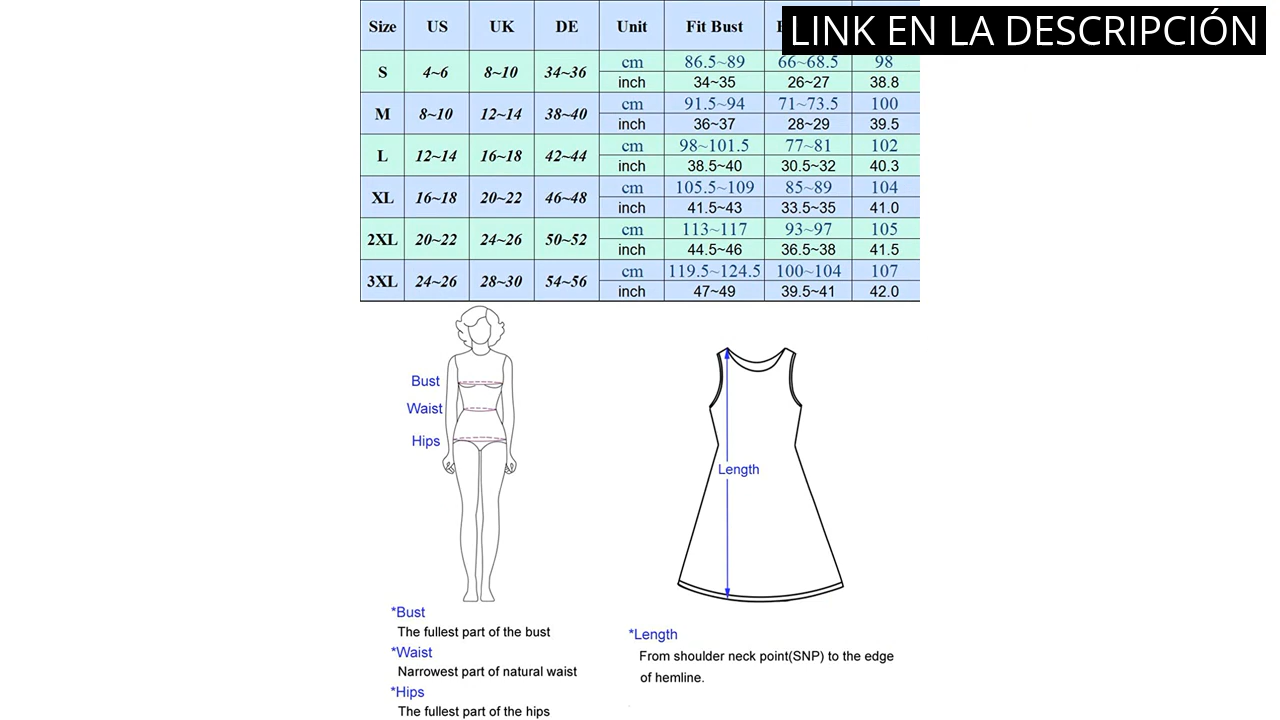 LINK EN LA DESCRIPCIÓN
Size US UK DE Unit Fit Bust
S 4~6 8~10 34~36 cm 86.5~89 66~68.5 98
inch 34~35 26~27 38.8
M 8~10 12~14 38~40 cm 91.5~94 71~73.5 100
inch 36~37 28~29 39.5
L 12~14 16~18 42~44 cm 98~101.5 77~81 102
inch 38.5~40 30.5~32 40.3
XL 16~18 20~22 46~48 cm 105.5~109 85~89 104
inch 41.5~43 33.5~35 41.0
2XL 20~22 24~26 50~52 cm 113~117 93~97 105
inch 44.5~46 36.5~38 41.5
3XL 24~26 28~30 54~56 cm 119.5~124.5 100~104 107
inch 47~49 39.5~41 42.0
Bust
Waist
Hips
Length
*Bust
The fullest part of the bust
*Waist
Narrowest part of natural waist
*Hips
The fullest part of the hips
*Length
From shoulder neck point(SNP) to the edge
of hemline.